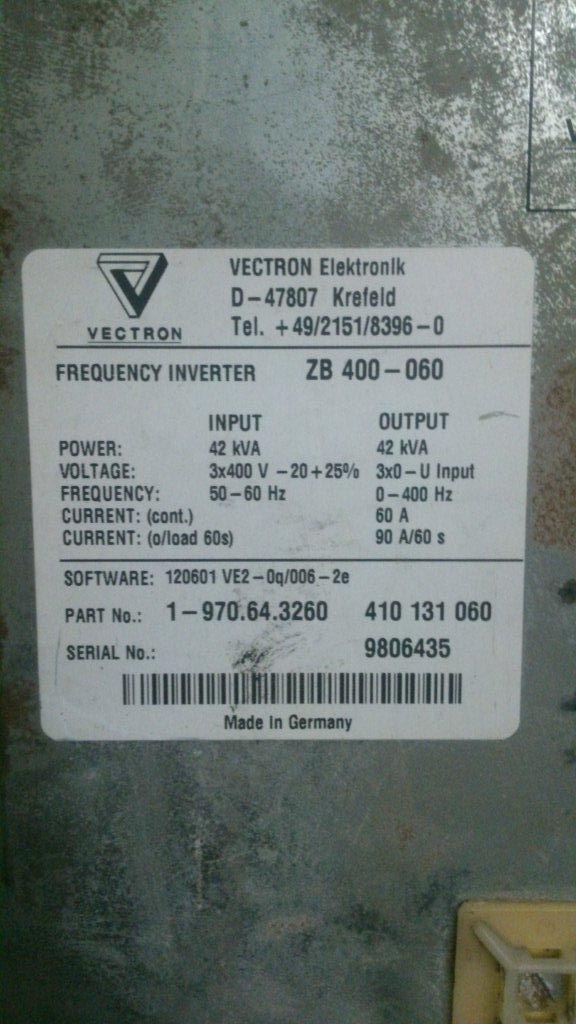 VECTRON
VECTRON Elektronik
D-47807 Krefeld
Tel. +49/2151/8396-0
FREQUENCY INVERTER ZB 400-060
INPUT OUTPUT
POWER: 42 kVA 42 kVA
VOLTAGE: 3x400 V -20+25% 3x0-U Input
FREQUENCY: 50-60 Hz 0-400 Hz
CURRENT: (cont.) 60 A
CURRENT: (o/load 60s) 90 A/60 s
SOFTWARE: 120601 VE2-0q/006-2e
PART No.: 1-970.64.3260 410 131 060
SERIAL No.: 9806435
Made in Germany